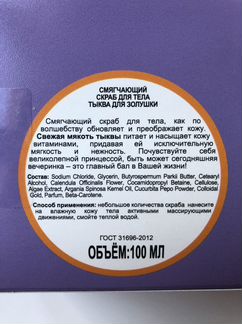 СМЯГЧАЮЩИЙ
СКРАБ ДЛЯ ТЕЛА
ТЫКВА ДЛЯ ЗОЛУШКИ
Смягчающий скраб для тела, как по
волшебству обновляет и преображает кожу.
Свежая мякоть тыквы питает и насыщает кожу
витаминами, придавая ей исключительную
мягкость и нежность. Почувствуйте себя
великолепной принцессой, быть может сегодняшняя
вечеринка – это главный бал в Вашей жизни!
Состав: Sodium Chloride, Glycerin, Butyrospermum Parkii Butter, Cetearyl
Alcohol, Calendula Officinalis Flower, Cocamidopropyl Betaine, Cellulose,
Algae Extract, Argania Spinosa Kernel Oil, Cucurbita Pepo Powder, Colloidal
Gold, Parfum, Beta-Carotene.
Способ применения: небольшое количества скраба нанесите
на влажную кожу тела активными массирующими
движениями, смойте теплой водой.
ГОСТ 31696-2012
ОБЪЁМ:100 МЛ